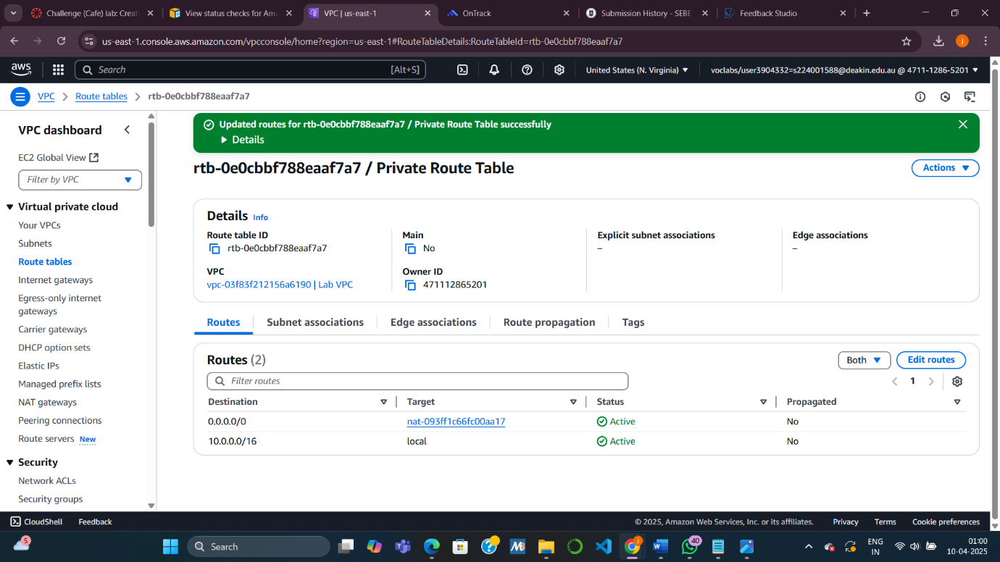 Challenge (Cafe) lab: Creati
View status checks for Ama
VPC | us-east-1
OnTrack
Submission History - SEBE
Feedback Studio
us-east-1.console.aws.amazon.com/vpcconsole/home?region=us-east-1#RouteTableDetails:RouteTableId=rtb-0e0cbbf788eaaf7a7
j
aws
Search
[Alt+S]
United States (N. Virginia)
voclabs/user3904332=s224001588@deakin.edu.au @ 4711-1286-5201
VPC
Route tables
rtb-0e0cbbf788eaaf7a7
VPC dashboard
EC2 Global View
Filter by VPC
Virtual private cloud
Your VPCs
Subnets
Route tables
Internet gateways
Egress-only internet
gateways
Carrier gateways
DHCP option sets
Elastic IPs
Managed prefix lists
NAT gateways
Peering connections
Route servers New
Security
Network ACLs
Security groups
Updated routes for rtb-0e0cbbf788eaaf7a7 / Private Route Table successfully
Details
rtb-0e0cbbf788eaaf7a7 / Private Route Table
Actions
Details Info
Route table ID
rtb-0e0cbbf788eaaf7a7
Main
No
Explicit subnet associations
–
Edge associations
–
VPC
vpc-03f83f212156a6190 | Lab VPC
Owner ID
471112865201
Routes
Subnet associations
Edge associations
Route propagation
Tags
Routes (2)
Both
Edit routes
Filter routes
1
Destination
Target
Status
Propagated
0.0.0.0/0
nat-093ff1c66fc00aa17
Active
No
10.0.0.0/16
local
Active
No
CloudShell
Feedback
© 2025, Amazon Web Services, Inc. or its affiliates.
Privacy
Terms
Cookie preferences
5
Search
j
40
ENG
IN
01:00
10-04-2025